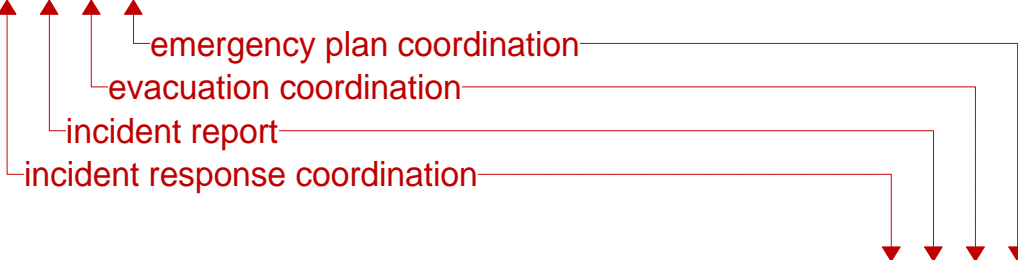 emergency plan coordination
evacuation coordination
incident report
incident response coordination